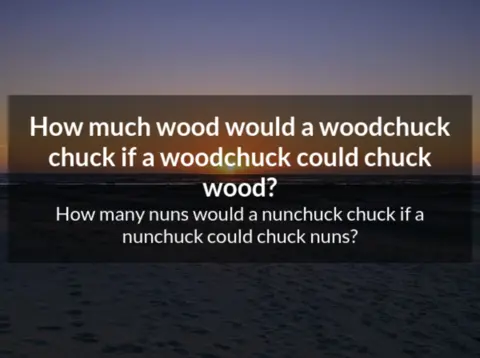 How much wood would a woodchuck
chuck if a woodchuck could chuck
wood?
How many nuns would a nunchuck chuck if a
nunchuck could chuck nuns?